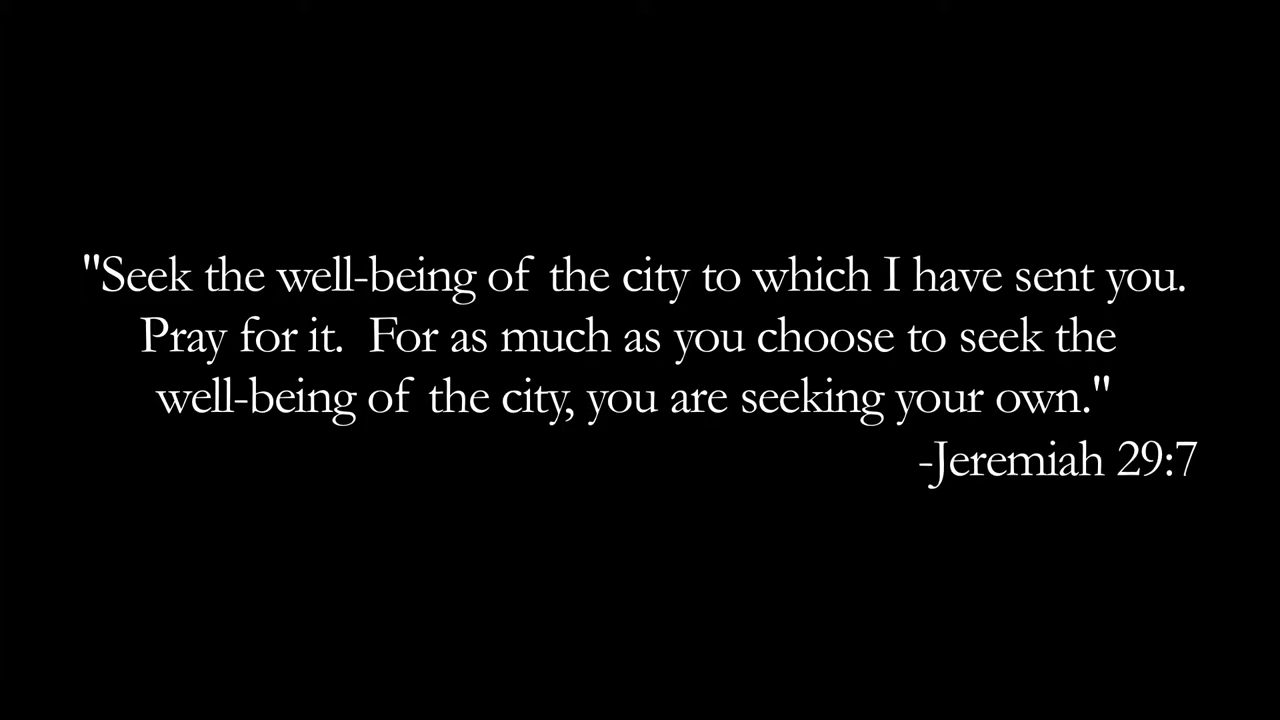 "Seek the well-being of the city to which I have sent you.
Pray for it.  For as much as you choose to seek the
well-being of the city, you are seeking your own."
-Jeremiah 29:7